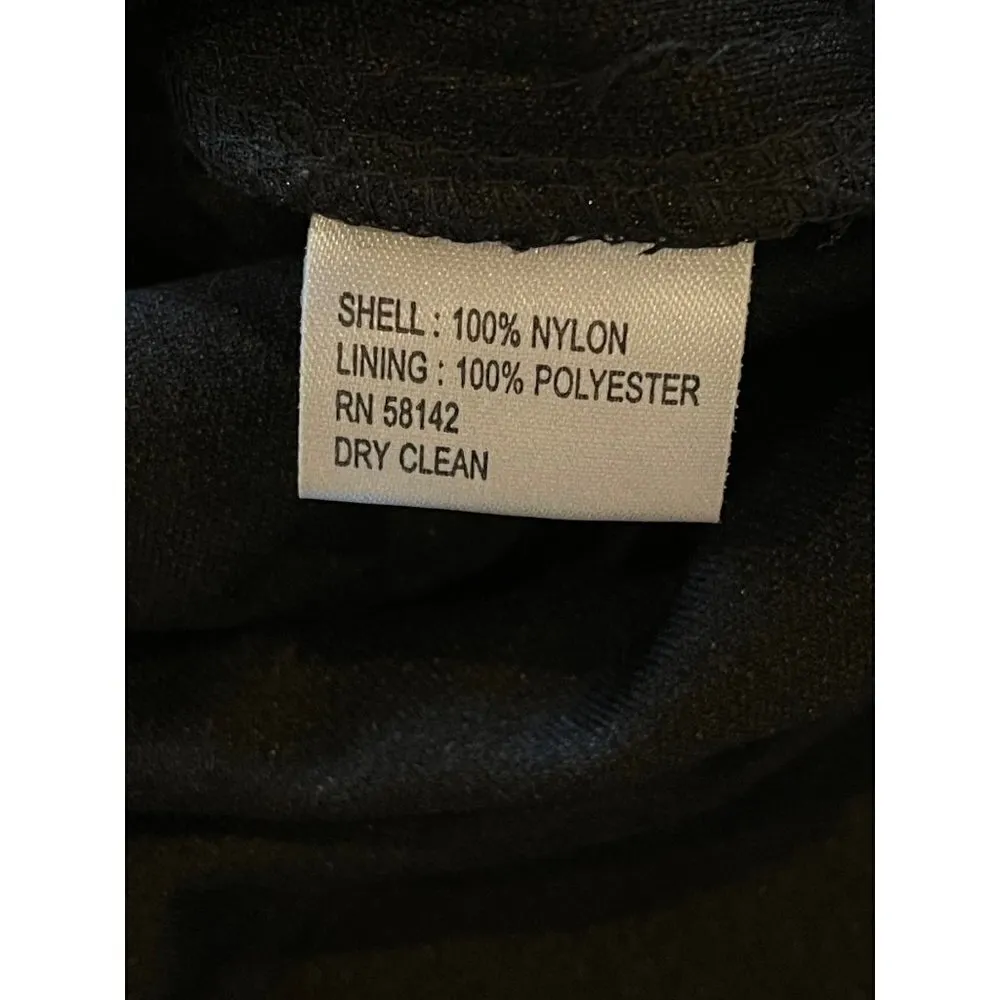 SHELL : 100% NYLON
LINING : 100% POLYESTER
RN 58142
DRY CLEAN